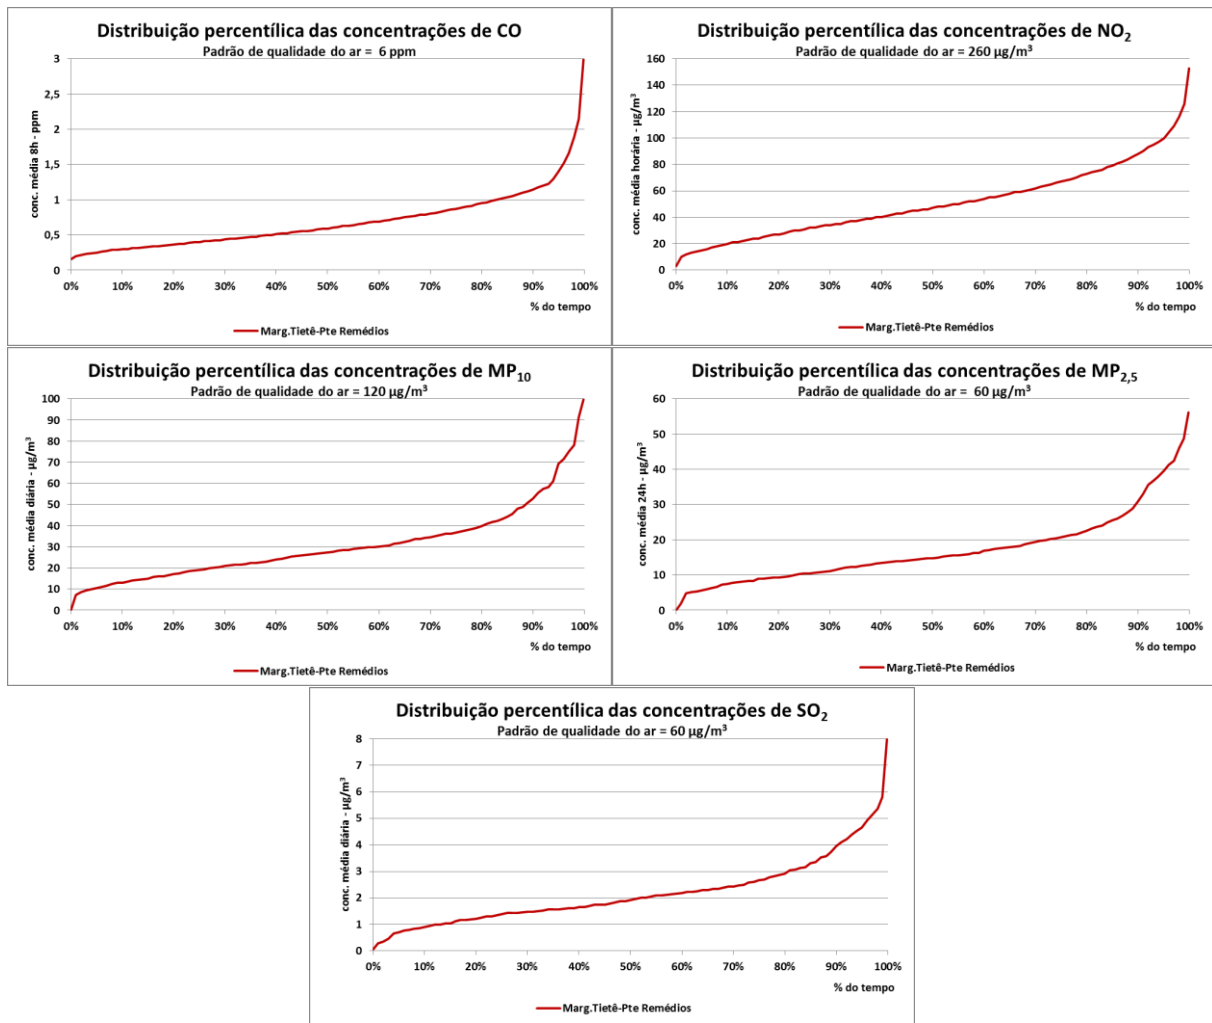 Distribuição percentílica das concentrações de CO
Padrão de qualidade do ar = 6 ppm
conc. média 8h - ppm
3
2,5
2
1,5
1
0,5
0
0% 10% 20% 30% 40% 50% 60% 70% 80% 90% 100%
% do tempo
Marg.Tietê-Pte Remédios
Distribuição percentílica das concentrações de NO₂
Padrão de qualidade do ar = 260 µg/m³
conc. média horária - µg/m³
160
140
120
100
80
60
40
20
0
0% 10% 20% 30% 40% 50% 60% 70% 80% 90% 100%
% do tempo
Marg.Tietê-Pte Remédios
Distribuição percentílica das concentrações de MP₁₀
Padrão de qualidade do ar = 120 µg/m³
conc. média diária - µg/m³
100
90
80
70
60
50
40
30
20
10
0
0% 10% 20% 30% 40% 50% 60% 70% 80% 90% 100%
% do tempo
Marg.Tietê-Pte Remédios
Distribuição percentílica das concentrações de MP₂,₅
Padrão de qualidade do ar = 60 µg/m³
conc. média 24h - µg/m³
60
50
40
30
20
10
0
0% 10% 20% 30% 40% 50% 60% 70% 80% 90% 100%
% do tempo
Marg.Tietê-Pte Remédios
Distribuição percentílica das concentrações de SO₂
Padrão de qualidade do ar = 60 µg/m³
conc. média diária - µg/m³
8
7
6
5
4
3
2
1
0
0% 10% 20% 30% 40% 50% 60% 70% 80% 90% 100%
% do tempo
Marg.Tietê-Pte Remédios